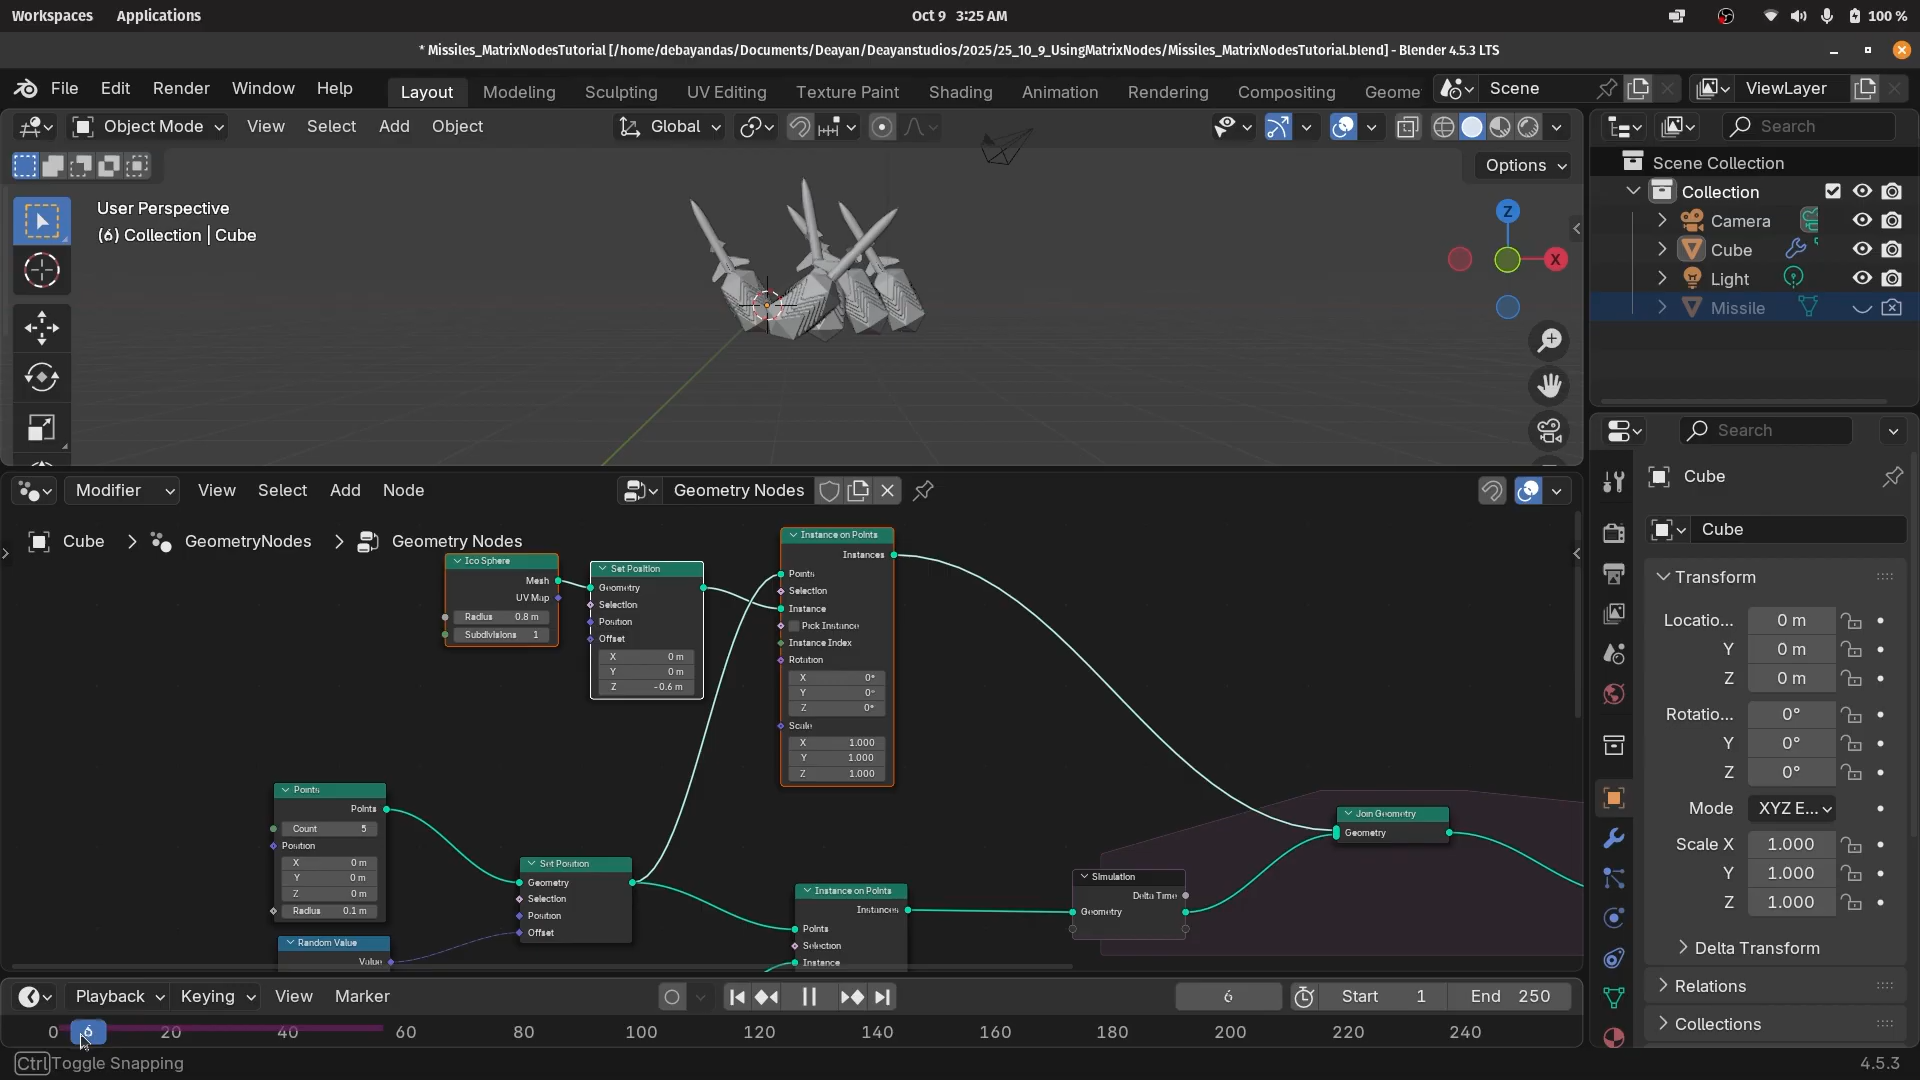 Workspaces Applications Oct 9 3:25 AM 100 %
* Missiles_MatrixNodesTutorial [/home/debayandas/Documents/Deayan/Deayanstudios/2025/25_10_9_UsingMatrixNodes/Missiles_MatrixNodesTutorial.blend] - Blender 4.5.3 LTS
File Edit Render Window Help Layout Modeling Sculpting UV Editing Texture Paint Shading Animation Rendering Compositing Geome Scene ViewLayer
Object Mode View Select Add Object Global Search
Options
Scene Collection
Collection
Camera
Cube
Light
Missile
User Perspective
(6) Collection | Cube
Z
X
Modifier View Select Add Node Geometry Nodes
Cube > GeometryNodes > Geometry Nodes
Ico Sphere
Mesh
UV Map
Radius 0.8 m
Subdivisions 1
Set Position
Geometry
Selection
Position
Offset
X 0 m
Y 0 m
Z -0.6 m
Instance on Points
Instances
Points
Selection
Instance
Pick Instance
Instance Index
Rotation
X 0°
Y 0°
Z 0°
Scale
X 1.000
Y 1.000
Z 1.000
Points
Points
Count 5
Position
X 0 m
Y 0 m
Z 0 m
Radius 0.1 m
Random Value
Value
Set Position
Geometry
Selection
Position
Offset
Instance on Points
Instances
Points
Selection
Instance
Simulation
Delta Time
Geometry
Join Geometry
Geometry
Search
Cube
Cube
Transform
Locatio... 0 m
Y 0 m
Z 0 m
Rotatio... 0°
Y 0°
Z 0°
Mode XYZ E...
Scale X 1.000
Y 1.000
Z 1.000
Delta Transform
Relations
Collections
Playback Keying View Marker 6 Start 1 End 250
0 6 20 40 60 80 100 120 140 160 180 200 220 240
Ctrl Toggle Snapping 4.5.3